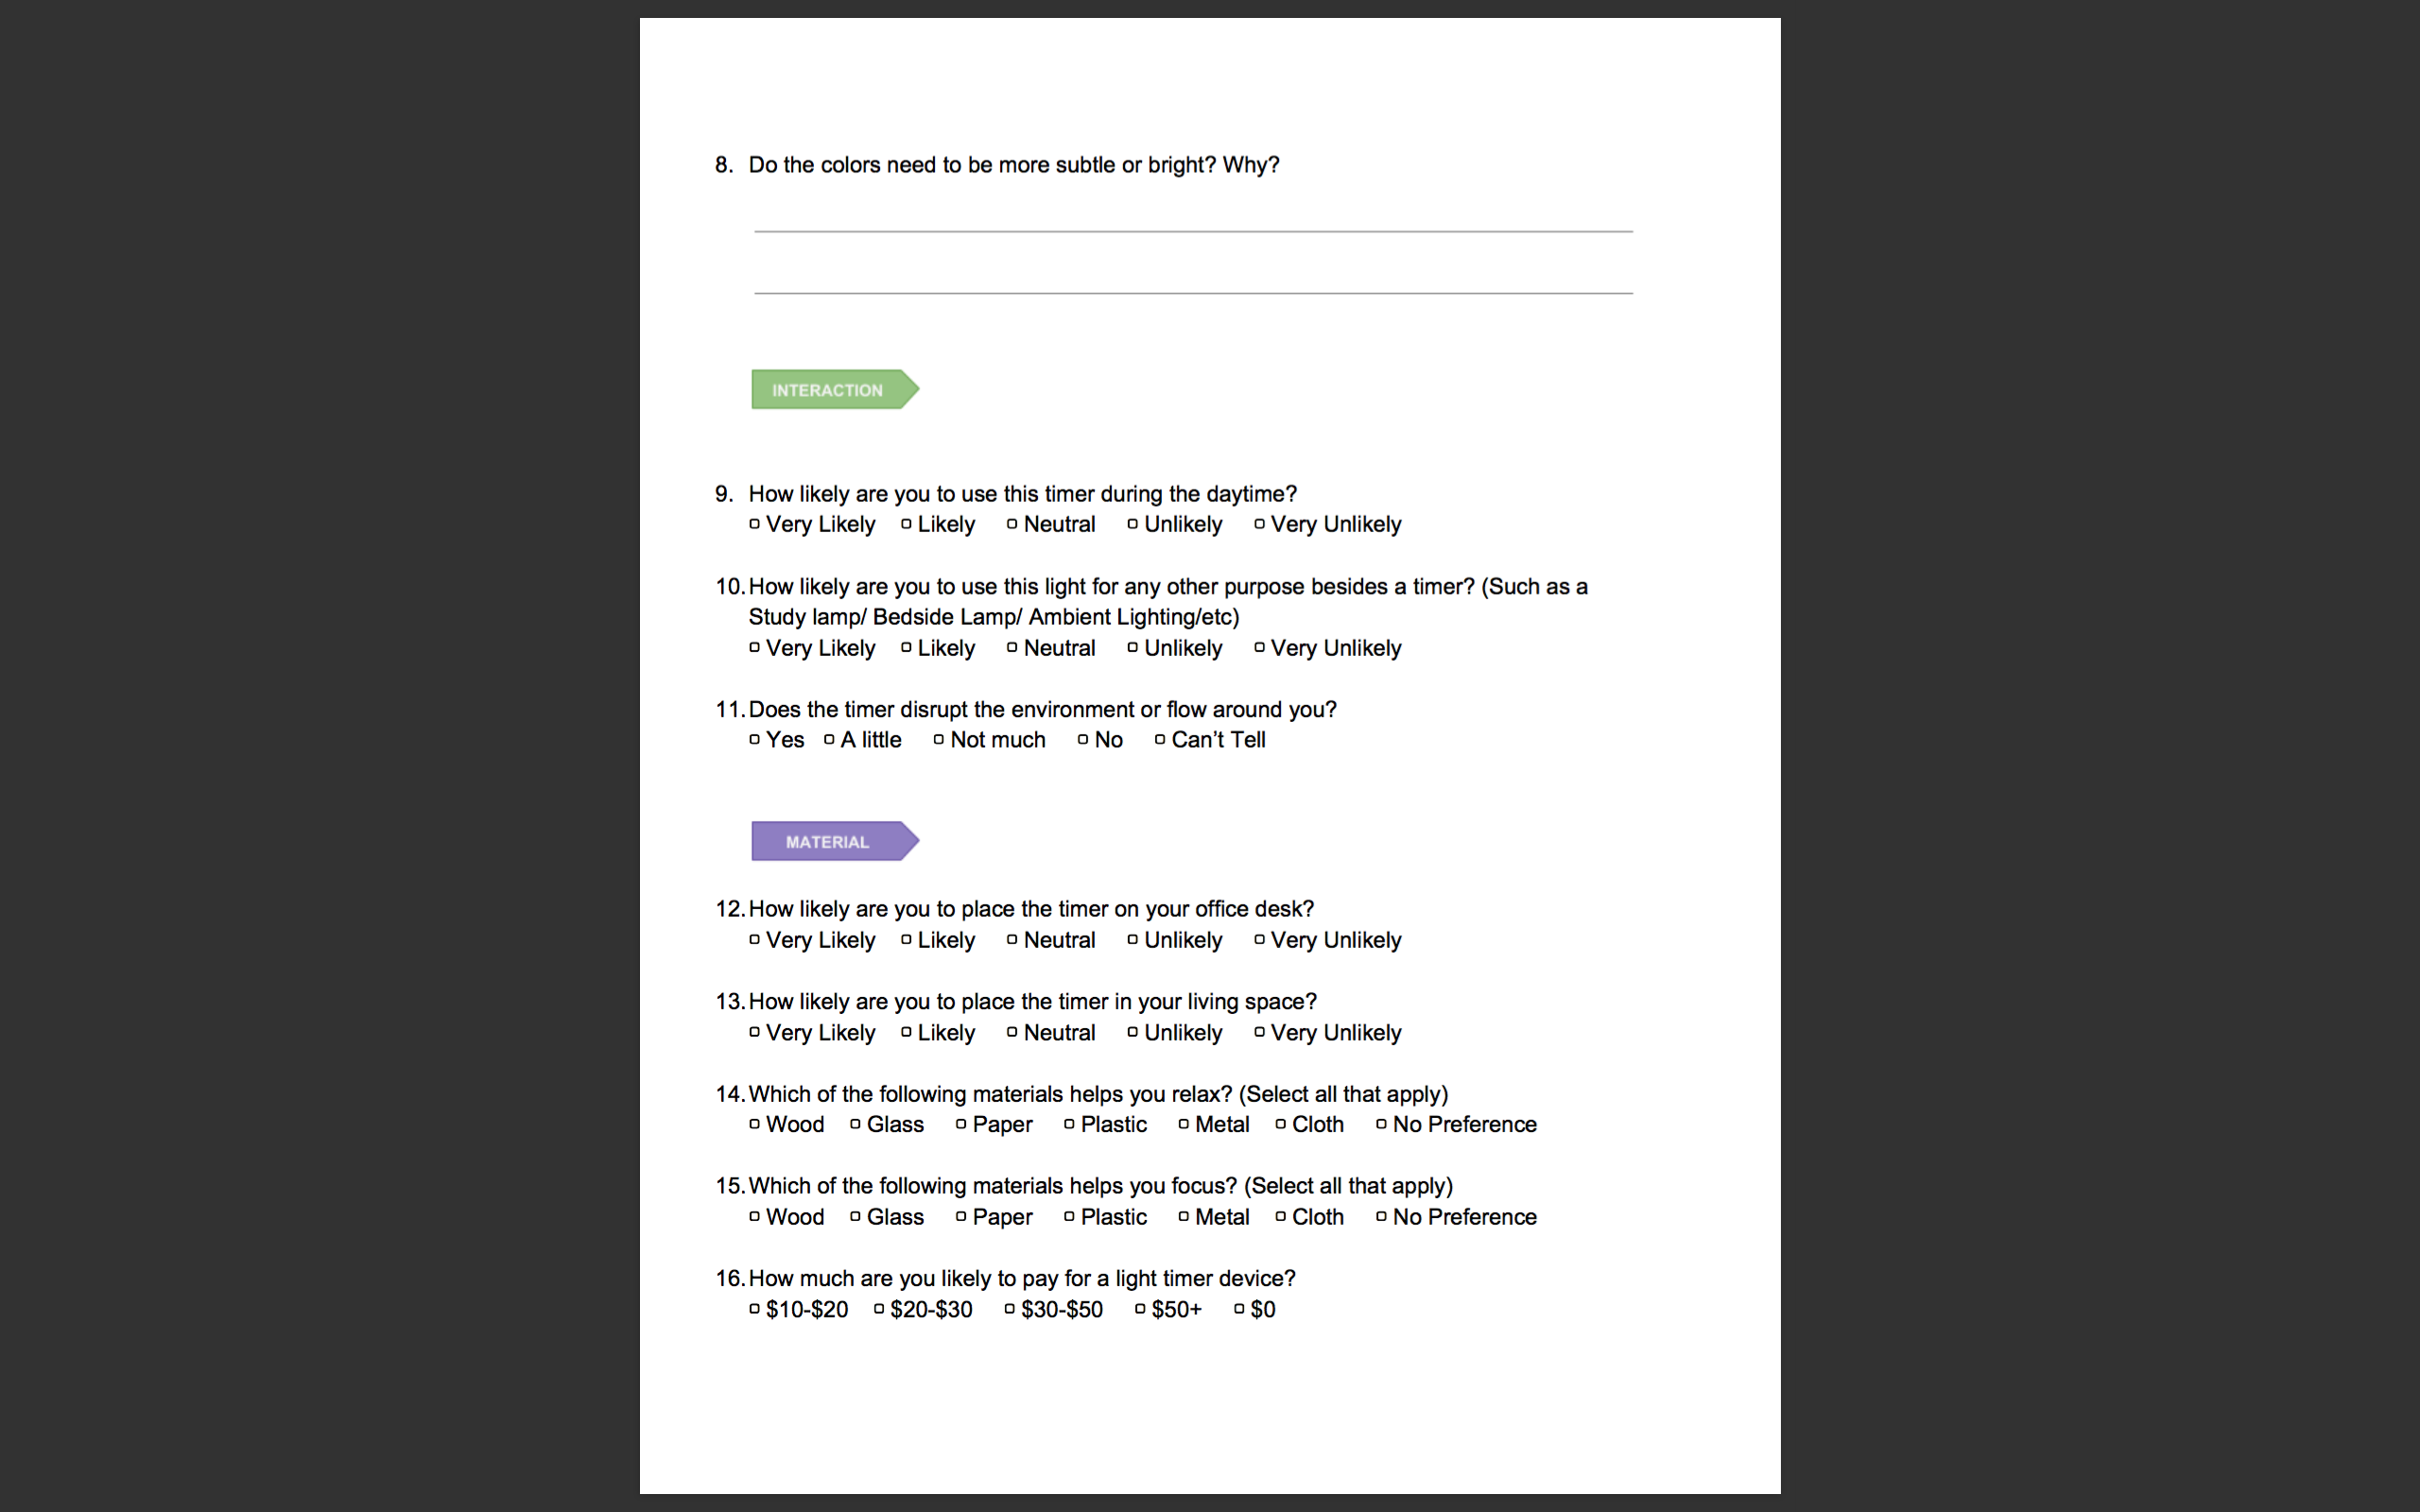 8. Do the colors need to be more subtle or bright? Why?
INTERACTION
9. How likely are you to use this timer during the daytime?
▫ Very Likely ▫ Likely ▫ Neutral ▫ Unlikely ▫ Very Unlikely
10. How likely are you to use this light for any other purpose besides a timer? (Such as a
Study lamp/ Bedside Lamp/ Ambient Lighting/etc)
▫ Very Likely ▫ Likely ▫ Neutral ▫ Unlikely ▫ Very Unlikely
11. Does the timer disrupt the environment or flow around you?
▫ Yes ▫ A little ▫ Not much ▫ No ▫ Can’t Tell
MATERIAL
12. How likely are you to place the timer on your office desk?
▫ Very Likely ▫ Likely ▫ Neutral ▫ Unlikely ▫ Very Unlikely
13. How likely are you to place the timer in your living space?
▫ Very Likely ▫ Likely ▫ Neutral ▫ Unlikely ▫ Very Unlikely
14. Which of the following materials helps you relax? (Select all that apply)
▫ Wood ▫ Glass ▫ Paper ▫ Plastic ▫ Metal ▫ Cloth ▫ No Preference
15. Which of the following materials helps you focus? (Select all that apply)
▫ Wood ▫ Glass ▫ Paper ▫ Plastic ▫ Metal ▫ Cloth ▫ No Preference
16. How much are you likely to pay for a light timer device?
▫ $10-$20 ▫ $20-$30 ▫ $30-$50 ▫ $50+ ▫ $0